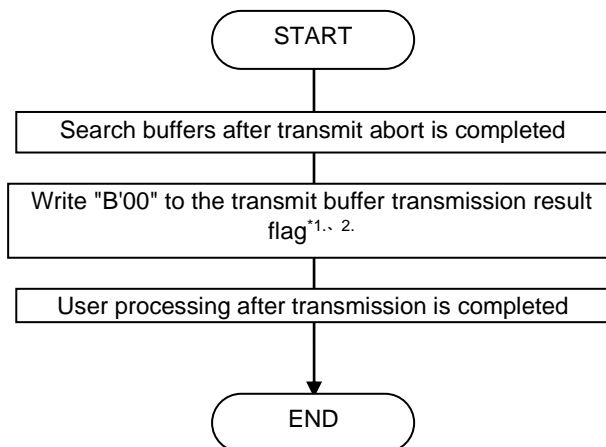 START
Search buffers after transmit abort is completed
Write "B'00" to the transmit buffer transmission result
flag*1.、 2.
User processing after transmission is completed
END